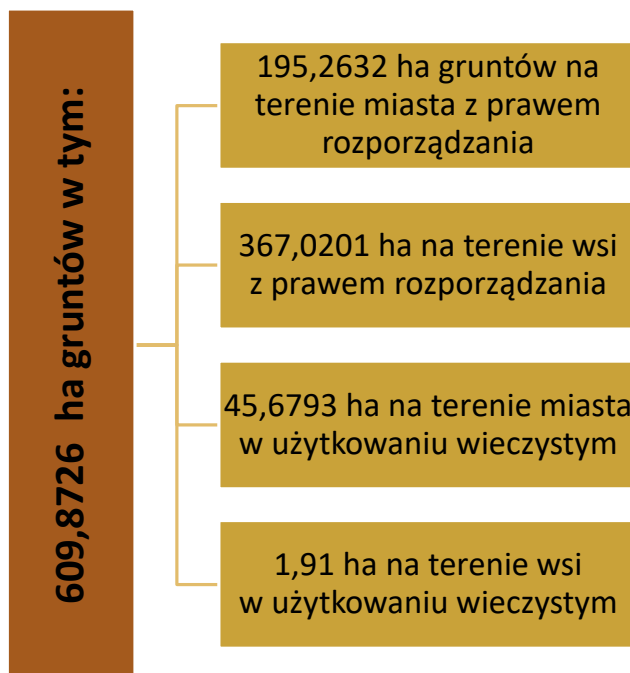 609,8726 ha gruntów w tym:
195,2632 ha gruntów na
terenie miasta z prawem
rozporządzania
367,0201 ha na terenie wsi
z prawem rozporządzania
45,6793 ha na terenie miasta
w użytkowaniu wieczystym
1,91 ha na terenie wsi
w użytkowaniu wieczystym